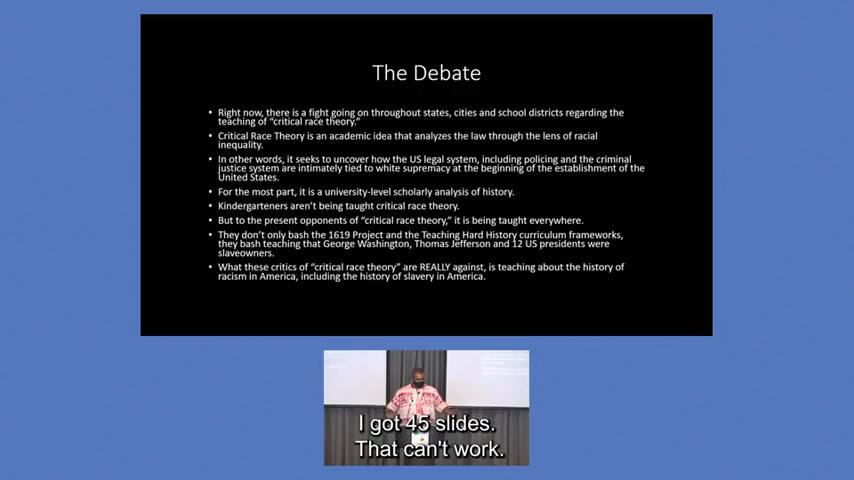 The Debate
• Right now, there is a fight going on throughout states, cities and school districts regarding the
teaching of “critical race theory.”
• Critical Race Theory is an academic idea that analyzes the law through the lens of racial
inequality.
• In other words, it seeks to uncover how the US legal system, including policing and the criminal
justice system are intimately tied to white supremacy at the beginning of the establishment of the
United States.
• For the most part, it is a university-level scholarly analysis of history.
• Kindergarteners aren’t being taught critical race theory.
• But to the present opponents of “critical race theory,” it is being taught everywhere.
• They don’t only bash the 1619 Project and the Teaching Hard History curriculum frameworks,
they bash teaching that George Washington, Thomas Jefferson and 12 US presidents were
slaveowners.
• What these critics of “critical race theory” are REALLY against, is teaching about the history of
racism in America, including the history of slavery in America.
I got 45 slides.
That can't work.